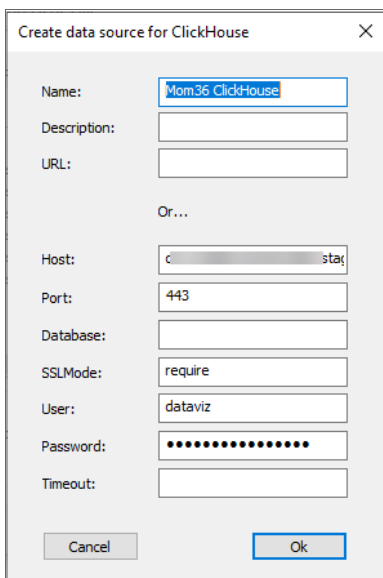 Create data source for ClickHouse
Name: Mom36 ClickHouse
Description:
URL:
Or...
Host:
Port: 443
Database:
SSLMode: require
User: dataviz
Password: ••••••••••••••••
Timeout:
Cancel Ok